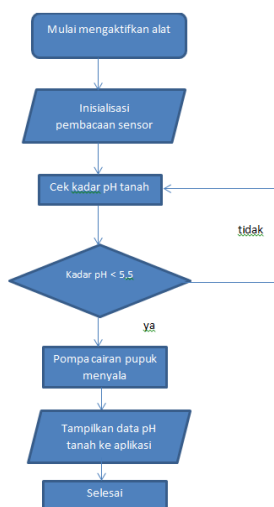 Mulai mengaktifkan alat
Inisialisasi
pembacaan sensor
Cek kadar pH tanah
tidak
Kadar pH < 5.5
ya
Pompa cairan pupuk
menyala
Tampilkan data pH
tanah ke aplikasi
Selesai